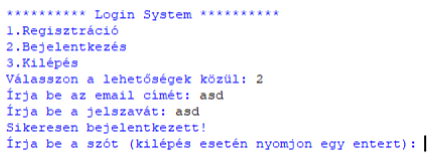 ********** Login System **********
1.Regisztráció
2.Bejelentkezés
3.Kilépés
Válasszon a lehetőségek közül: 2
Írja be az email címét: asd
Írja be a jelszavát: asd
Sikeresen bejelentkezett!
Írja be a szót (kilépés esetén nyomjon egy entert):